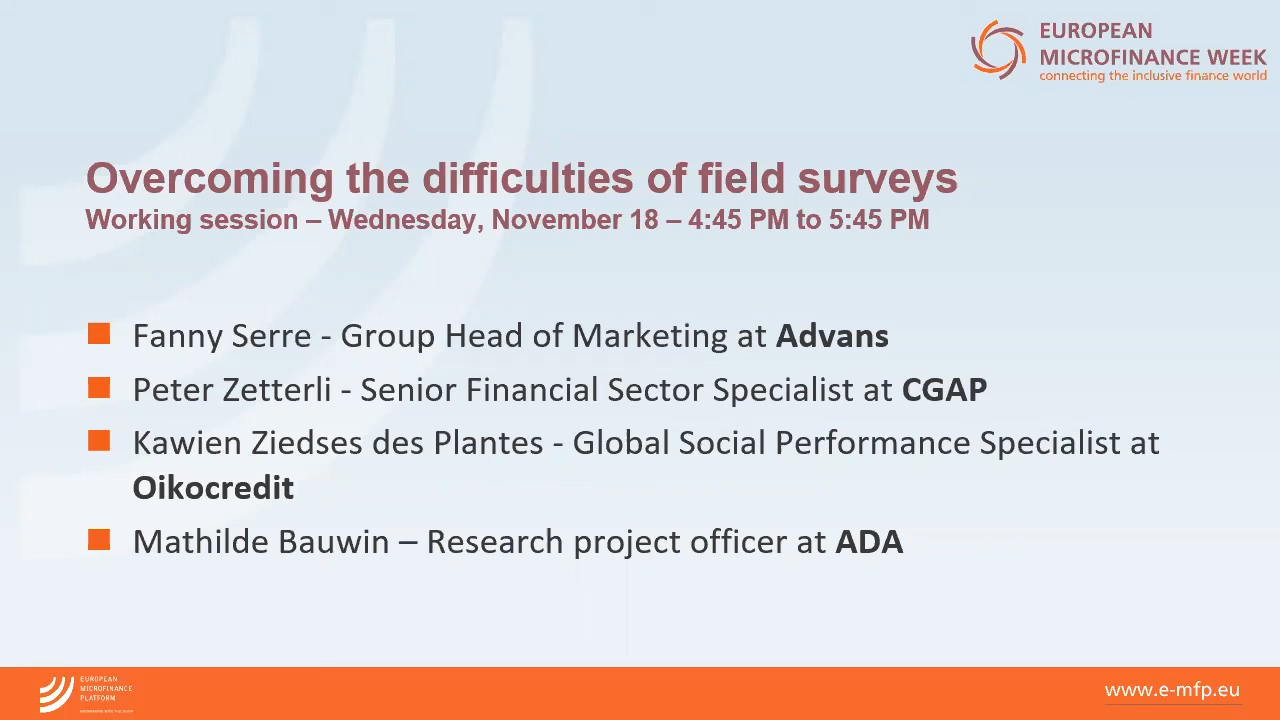 EUROPEAN
MICROFINANCE WEEK
connecting the inclusive finance world
Overcoming the difficulties of field surveys
Working session – Wednesday, November 18 – 4:45 PM to 5:45 PM
Fanny Serre - Group Head of Marketing at Advans
Peter Zetterli - Senior Financial Sector Specialist at CGAP
Kawien Ziedses des Plantes - Global Social Performance Specialist at
Oikocredit
Mathilde Bauwin – Research project officer at ADA
EUROPEAN
MICROFINANCE
PLATFORM
www.e-mfp.eu